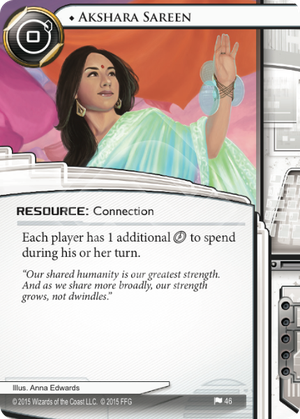 0
♦ Akshara Sareen
Resource: Connection
Each player has 1 additional to spend
during his or her turn.
“Our shared humanity is our greatest strength.
And as we share more broadly, our strength
grows, not dwindles.”
Illus. Anna Edwards
© 2015 Wizards of the Coast LLC. © 2015 FFG
46